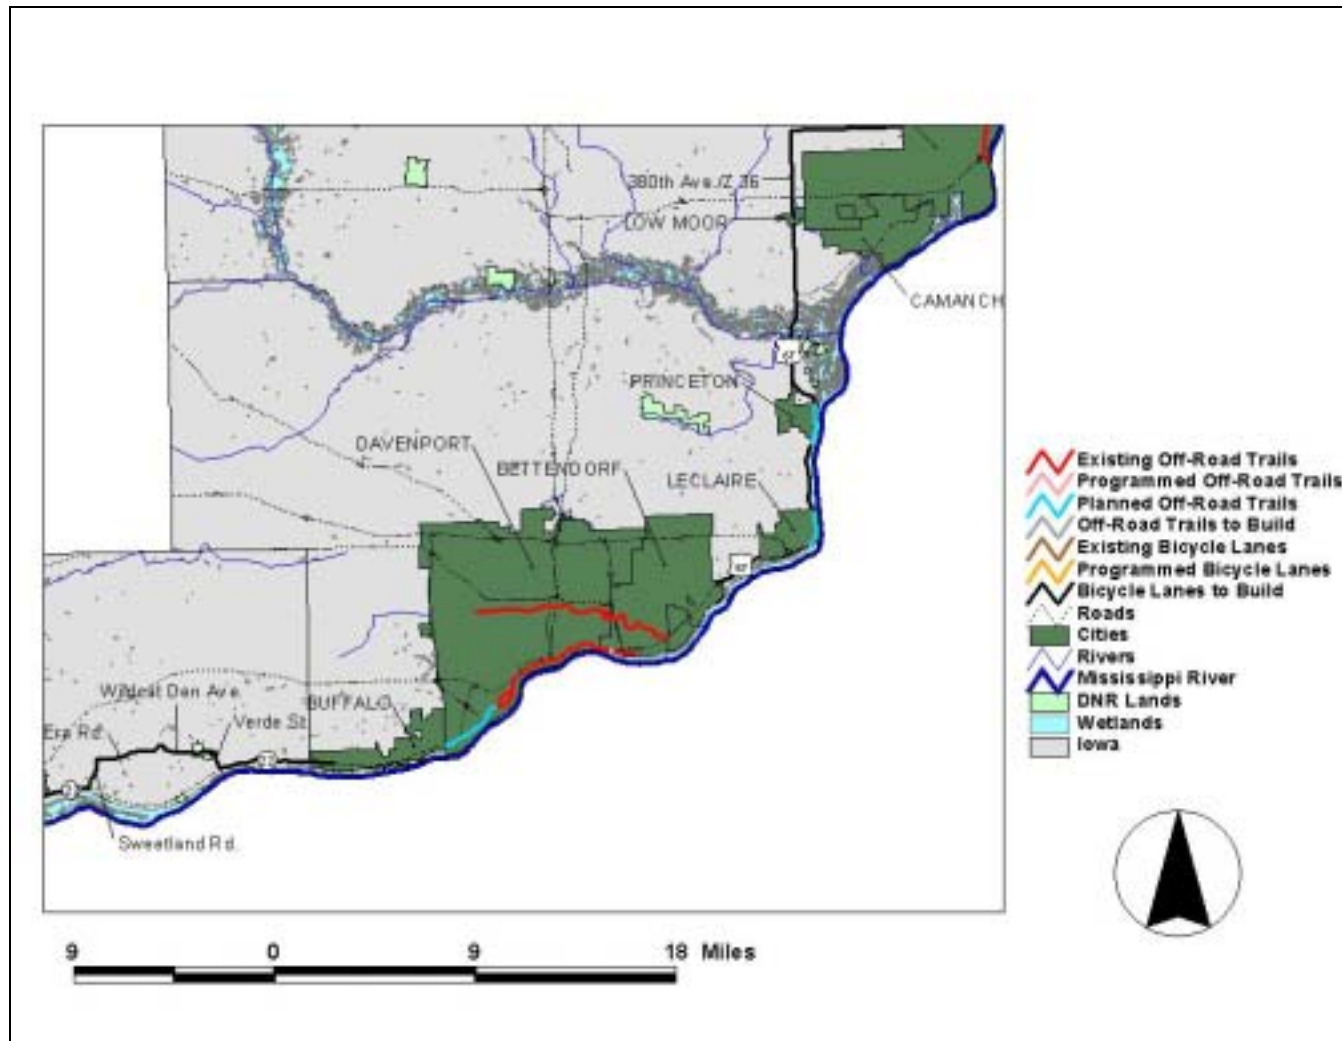 380th Ave./Z 36
LOW MOOR
CAMANCH
67
PRINCETON
DAVENPORT
BETTENDORF
LECLAIRE
67
Wildcat Den Ave.
BUFFALO
Verde St.
Sweetland Rd.
Existing Off-Road Trails
Programmed Off-Road Trails
Planned Off-Road Trails
Off-Road Trails to Build
Existing Bicycle Lanes
Programmed Bicycle Lanes
Bicycle Lanes to Build
Roads
Cities
Rivers
Mississippi River
DNR Lands
Wetlands
Iowa
9 0 9 18 Miles